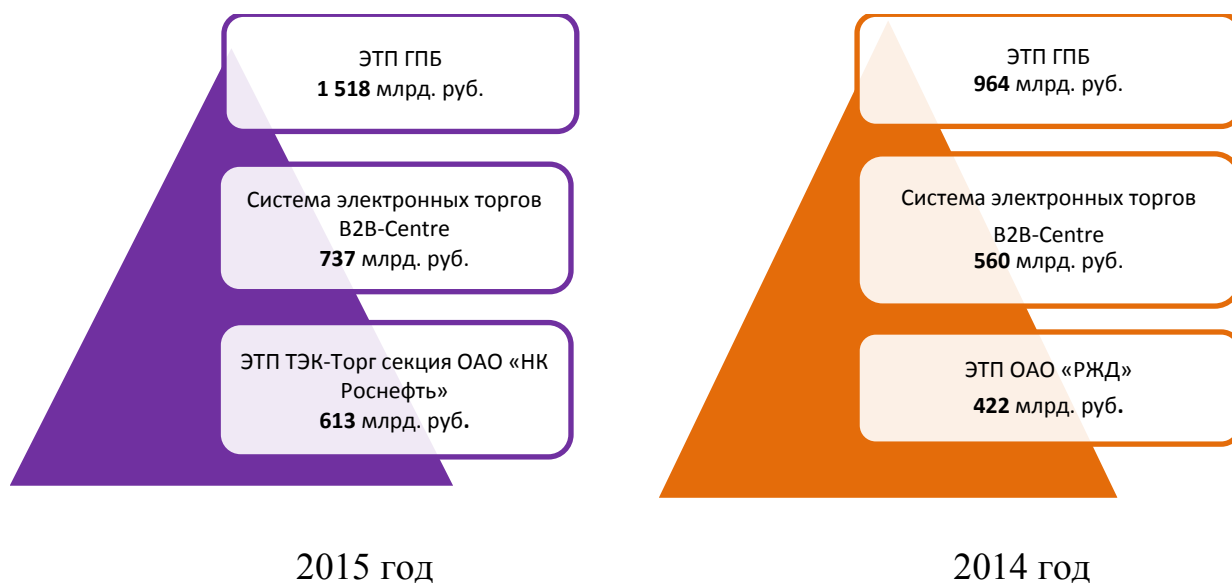 ЭТП ГПБ
1 518 млрд. руб.
Система электронных торгов
B2B-Centre
737 млрд. руб.
ЭТП ТЭК-Торг секция ОАО «НК
Роснефть»
613 млрд. руб.
2015 год
ЭТП ГПБ
964 млрд. руб.
Система электронных торгов
B2B-Centre
560 млрд. руб.
ЭТП ОАО «РЖД»
422 млрд. руб.
2014 год